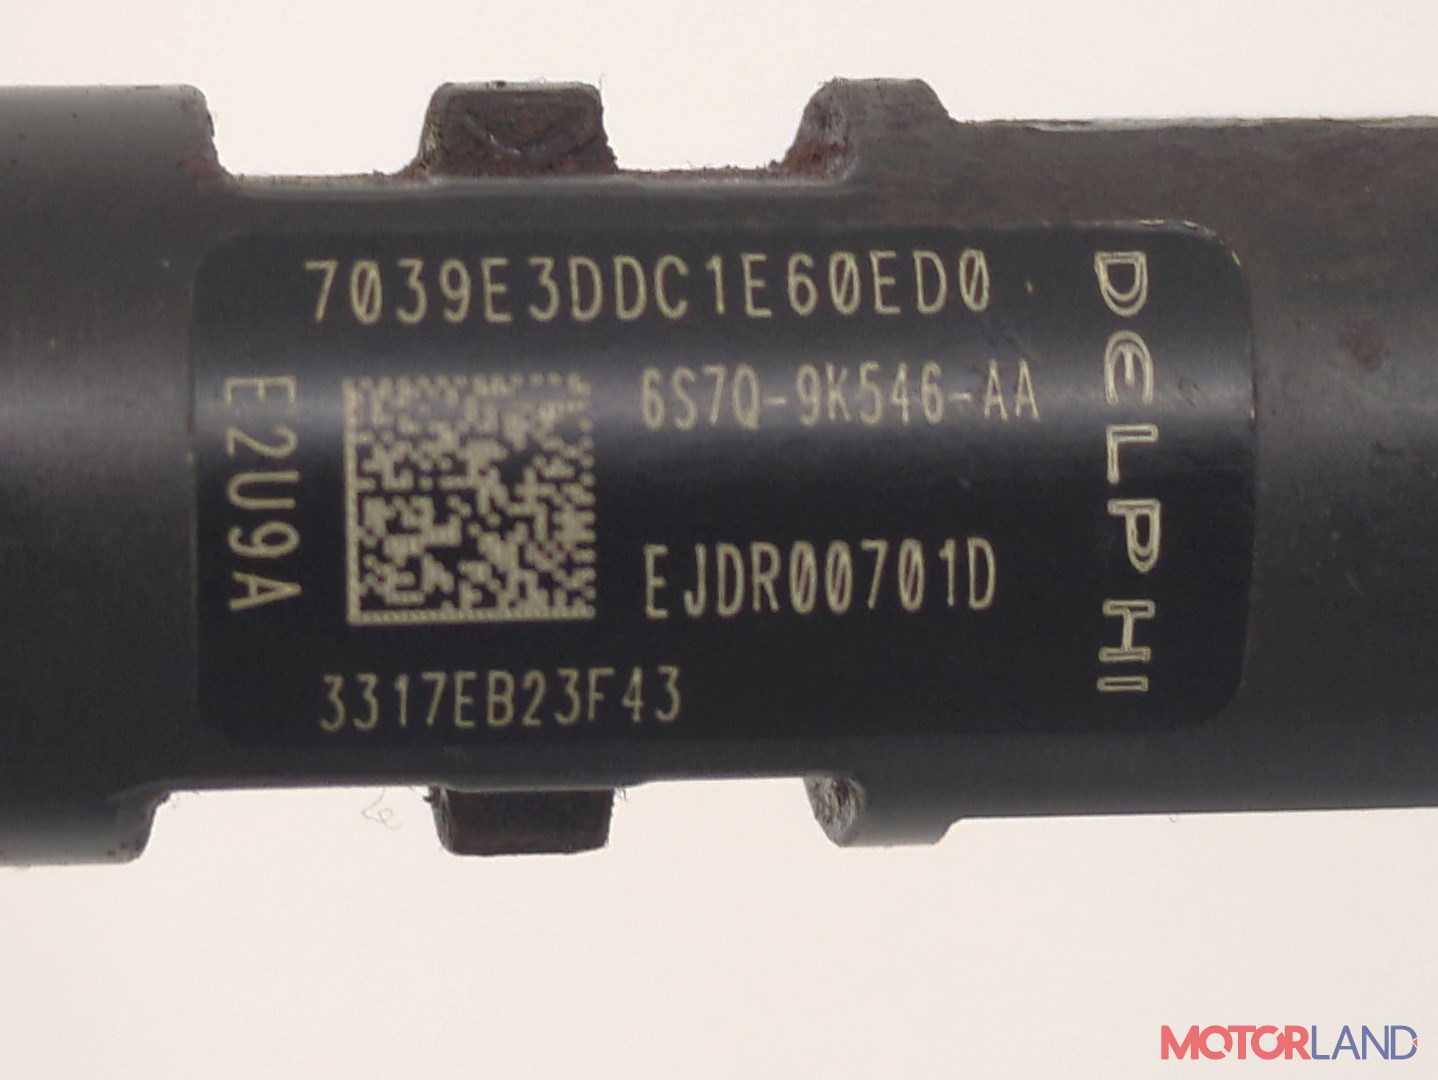 7039E3DDC1E60ED0
6S7Q-9K546-AA
E2U9A
EJDR00701D
3317EB23F43
DELPHI
MOTORLAND